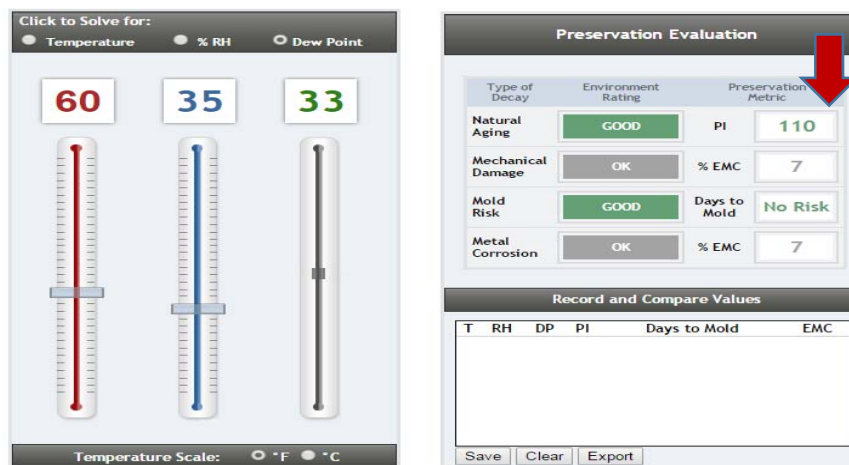 Click to Solve for:
Temperature % RH Dew Point
60 35 33
Temperature Scale: °F °C
Preservation Evaluation
Type of Decay Environment Rating Preservation Metric
Natural Aging GOOD PI 110
Mechanical Damage OK % EMC 7
Mold Risk GOOD Days to Mold No Risk
Metal Corrosion OK % EMC 7
Record and Compare Values
T RH DP PI Days to Mold EMC
Save Clear Export